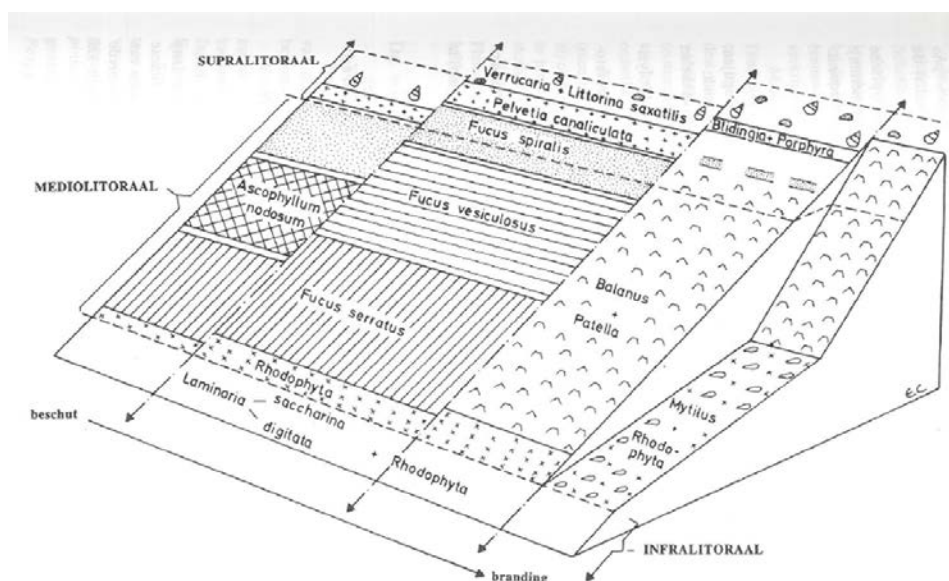 SUPRALITORAAL
Verrucaria + Littorina saxatilis
Pelvetia canaliculata
Fucus spiralis
Blidingia + Porphyra
MEDIOLITORAAL
Ascophyllum
nodosum
Fucus vesiculosus
Balanus
+
Patella
Fucus serratus
Rhodophyta
Laminaria
saccharina
digitata
+ Rhodophyta
Mytilus
+
Rhodo-
phyta
E.C.
beschut
branding
INFRALITORAAL